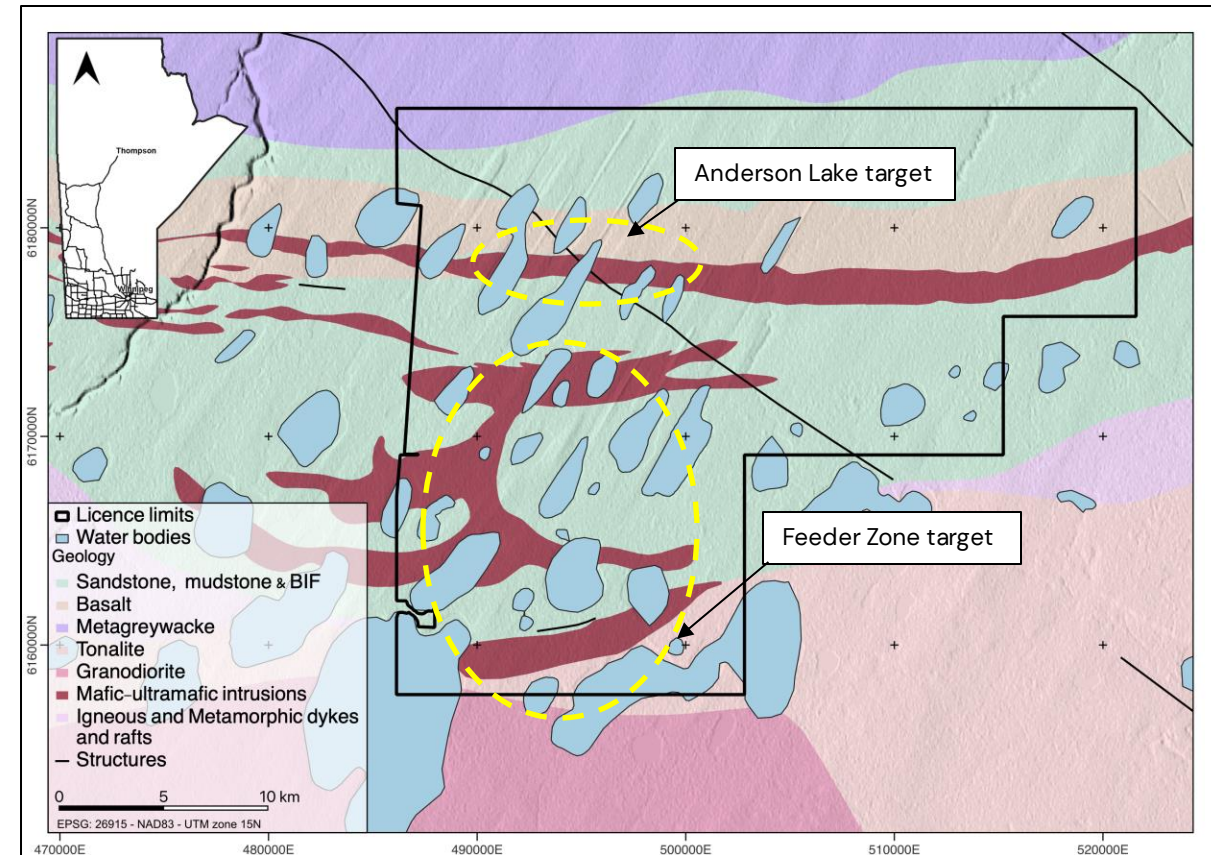 Thompson
Winnipeg
Anderson Lake target
Feeder Zone target
6180000N
6170000N
6160000N
Licence limits
Water bodies
Geology
Sandstone, mudstone & BIF
Basalt
Metagreywacke
Tonalite
Granodiorite
Mafic-ultramafic intrusions
Igneous and Metamorphic dykes
and rafts
Structures
0 5 10 km
EPSG: 26915 - NAD83 - UTM zone 15N
470000E 480000E 490000E 500000E 510000E 520000E